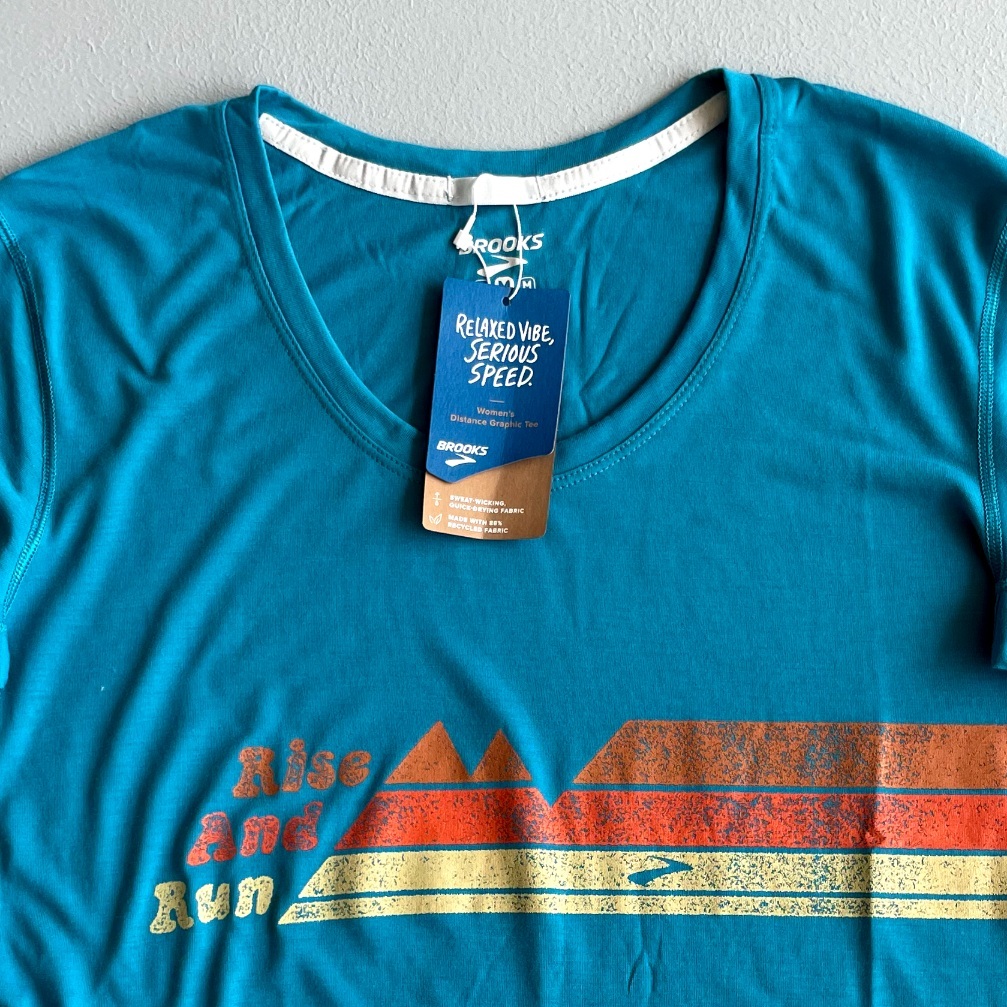 BROOKS
M M
RELAXED VIBE,
SERIOUS
SPEED.
Women's
Distance Graphic Tee
BROOKS
SWEAT-WICKING,
QUICK-DRYING FABRIC
MADE WITH 88%
RECYCLED FABRIC
Rise
And
Run